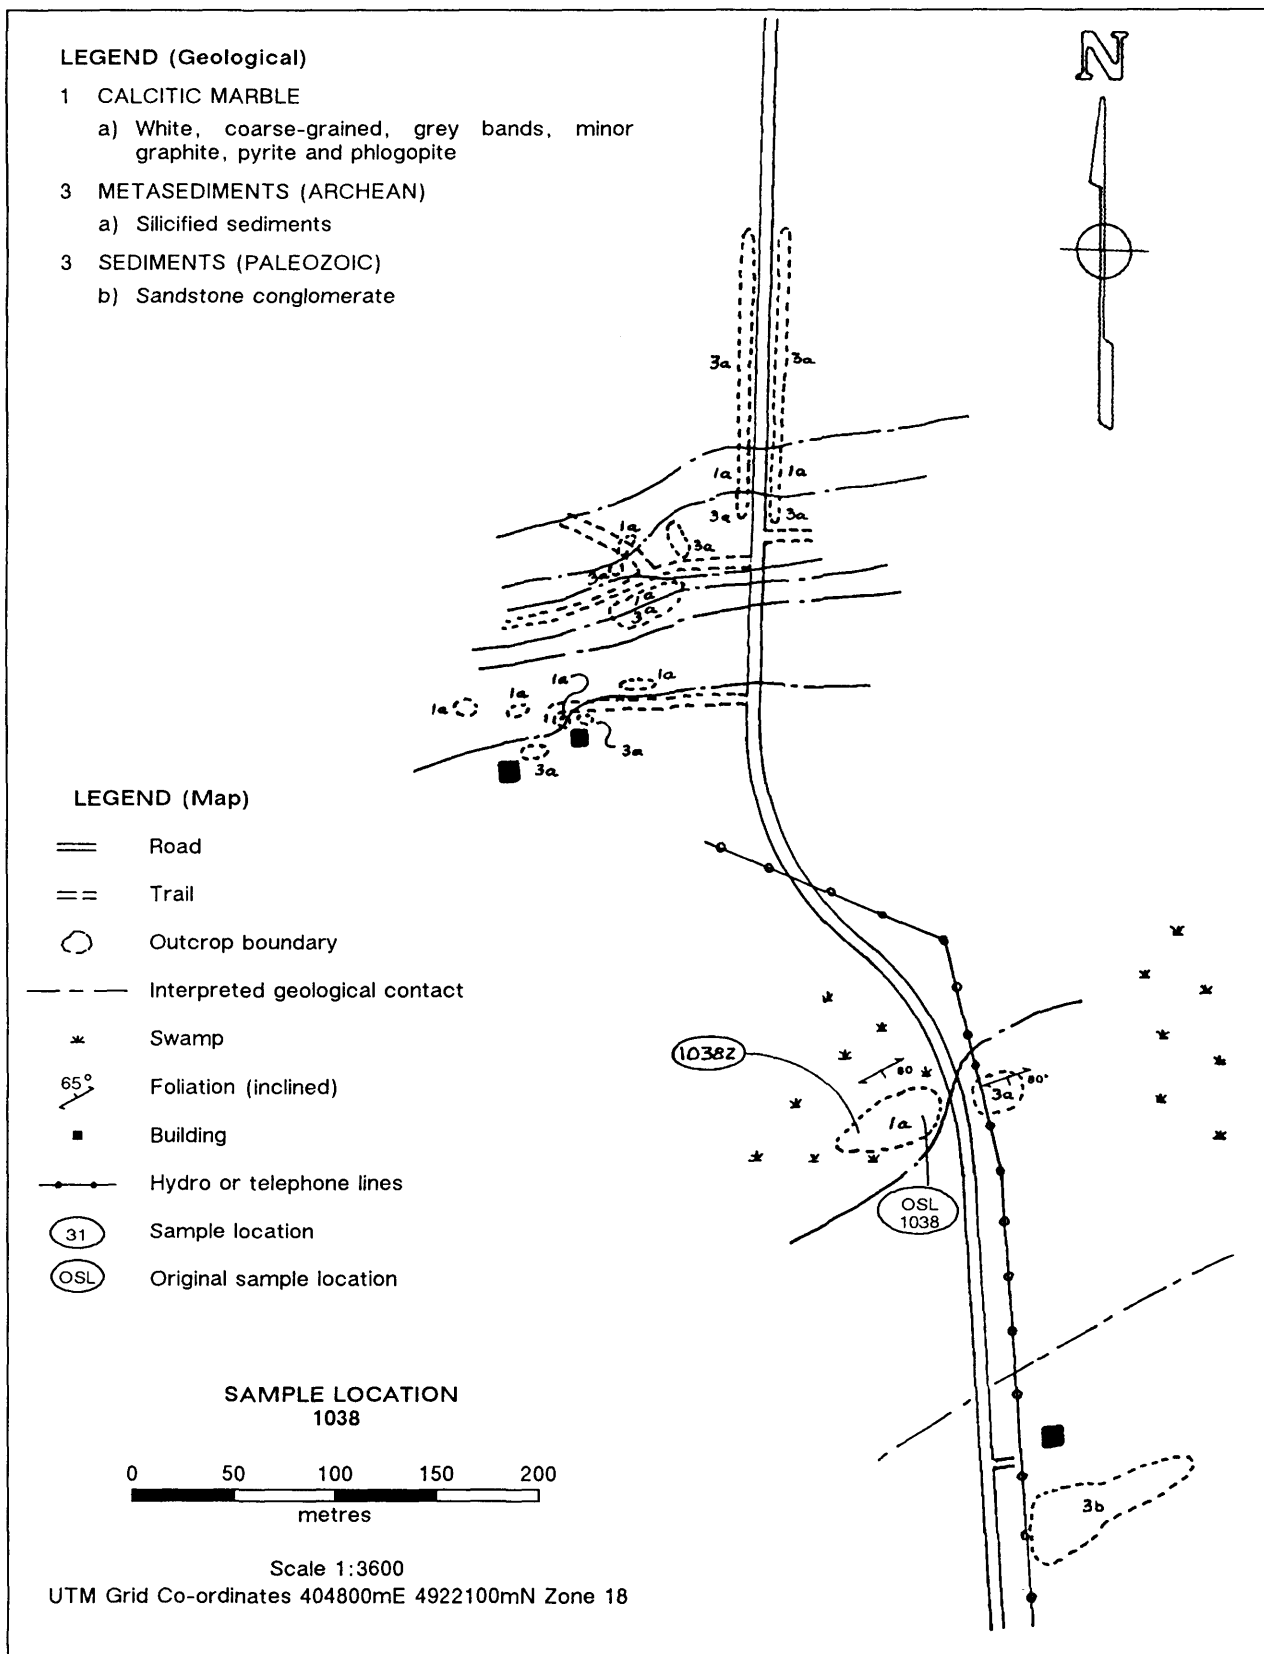 LEGEND (Geological)
1 CALCITIC MARBLE
a) White, coarse-grained, grey bands, minor
graphite, pyrite and phlogopite
3 METASEDIMENTS (ARCHEAN)
a) Silicified sediments
3 SEDIMENTS (PALEOZOIC)
b) Sandstone conglomerate
N
3a
3a
1a
1a
3a
3a
1a
3a
3a
1a
3a
1a
1a
1a
1a
3a
3a
LEGEND (Map)
Road
Trail
Outcrop boundary
Interpreted geological contact
Swamp
65° Foliation (inclined)
Building
Hydro or telephone lines
31 Sample location
OSL Original sample location
1038Z
80
80°
3a
1a
OSL
1038
3b
SAMPLE LOCATION
1038
0 50 100 150 200
metres
Scale 1:3600
UTM Grid Co-ordinates 404800mE 4922100mN Zone 18